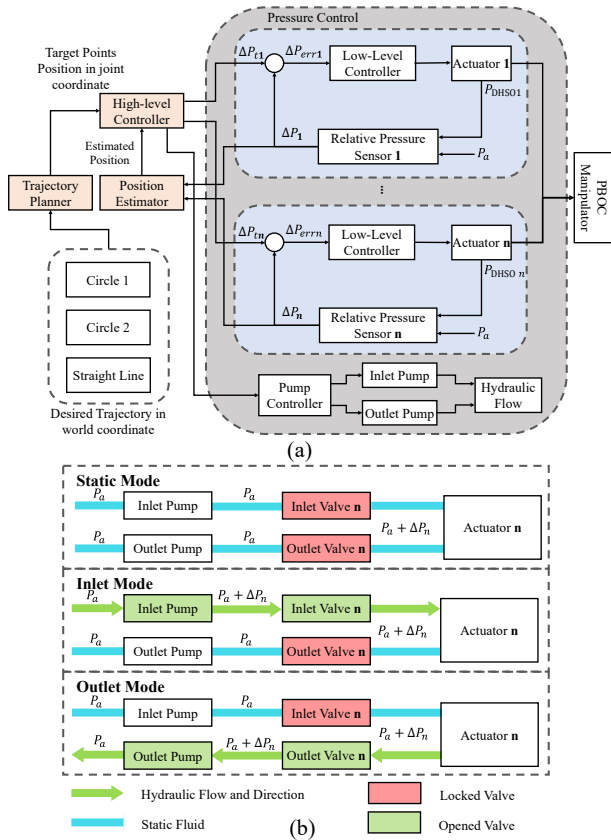 Pressure Control
Target Points
Position in joint
coordinate
High-level
Controller
Estimated
Position
Trajectory
Planner
Position
Estimator
Circle 1
Circle 2
Straight Line
Desired Trajectory in
world coordinate
ΔP_t1
ΔP_err1
Low-Level
Controller
Actuator 1
P_DHSO1
ΔP_1
Relative Pressure
Sensor 1
P_a
...
ΔP_tn
ΔP_errn
Low-Level
Controller
Actuator n
P_DHSO n
ΔP_n
Relative Pressure
Sensor n
P_a
PBOC
Manipulator
Pump
Controller
Inlet Pump
Outlet Pump
Hydraulic
Flow
(a)
Static Mode
P_a
Inlet Pump
P_a
Inlet Valve n
P_a
Outlet Pump
P_a
Outlet Valve n
P_a + ΔP_n
Actuator n
Inlet Mode
P_a
Inlet Pump
P_a + ΔP_n
Inlet Valve n
P_a
Outlet Pump
P_a
Outlet Valve n
P_a + ΔP_n
Actuator n
Outlet Mode
P_a
Inlet Pump
P_a
Inlet Valve n
P_a
Outlet Pump
P_a + ΔP_n
Outlet Valve n
P_a + ΔP_n
Actuator n
Hydraulic Flow and Direction
Locked Valve
Static Fluid
Opened Valve
(b)